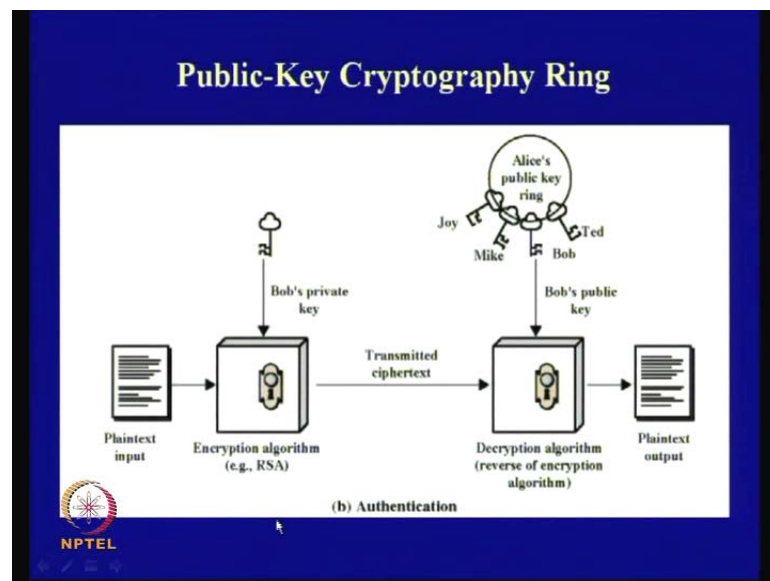 Public-Key Cryptography Ring
Alice's
public key
ring
Joy
Mike
Bob
Ted
Bob's private
key
Bob's public
key
Transmitted
ciphertext
Plaintext
input
Encryption algorithm
(e.g., RSA)
Decryption algorithm
(reverse of encryption
algorithm)
Plaintext
output
(b) Authentication
NPTEL